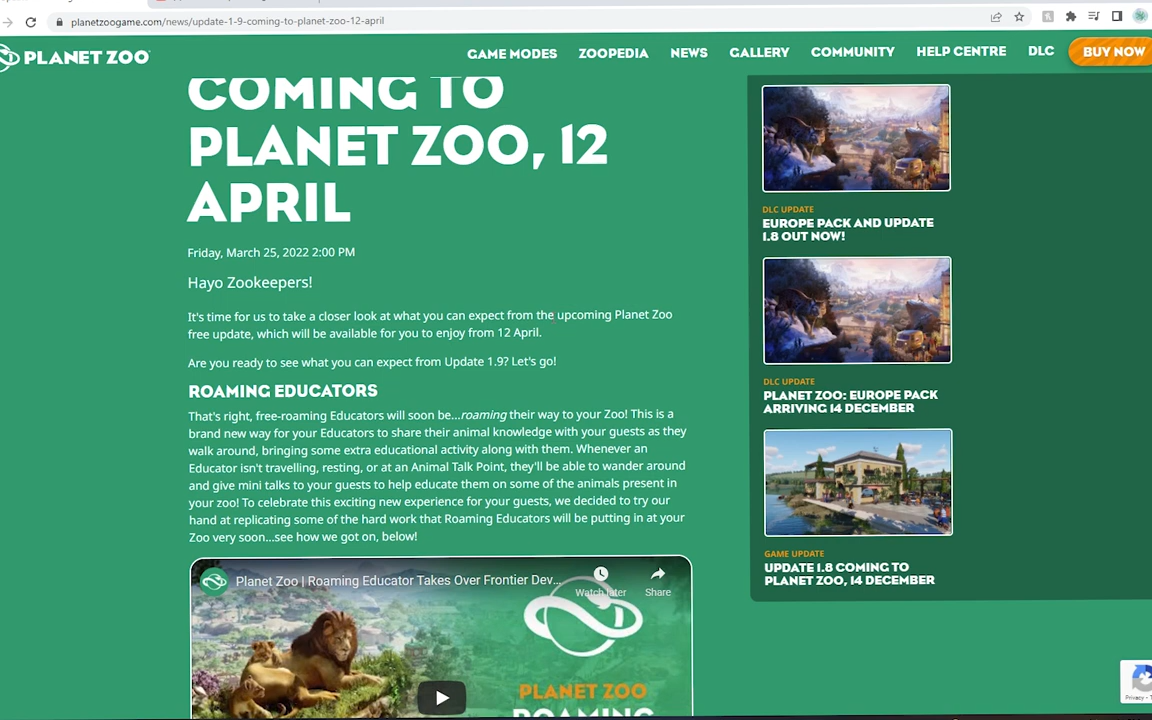 planetzoogame.com/news/update-1-9-coming-to-planet-zoo-12-april
PLANET ZOO
GAME MODES
ZOOPEDIA
NEWS
GALLERY
COMMUNITY
HELP CENTRE
DLC
BUY NOW
COMING TO
PLANET ZOO, 12
APRIL
Friday, March 25, 2022 2:00 PM
Hayo Zookeepers!
It's time for us to take a closer look at what you can expect from the upcoming Planet Zoo
free update, which will be available for you to enjoy from 12 April.
Are you ready to see what you can expect from Update 1.9? Let's go!
ROAMING EDUCATORS
That's right, free-roaming Educators will soon be...roaming their way to your Zoo! This is a
brand new way for your Educators to share their animal knowledge with your guests as they
walk around, bringing some extra educational activity along with them. Whenever an
Educator isn't travelling, resting, or at an Animal Talk Point, they'll be able to wander around
and give mini talks to your guests to help educate them on some of the animals present in
your zoo! To celebrate this exciting new experience for your guests, we decided to try our
hand at replicating some of the hard work that Roaming Educators will be putting in at your
Zoo very soon...see how we got on, below!
Planet Zoo | Roaming Educator Takes Over Frontier Dev...
Watch later
Share
PLANET ZOO
ROAMING
DLC UPDATE
EUROPE PACK AND UPDATE
1.8 OUT NOW!
DLC UPDATE
PLANET ZOO: EUROPE PACK
ARRIVING 14 DECEMBER
GAME UPDATE
UPDATE 1.8 COMING TO
PLANET ZOO, 14 DECEMBER
Privacy